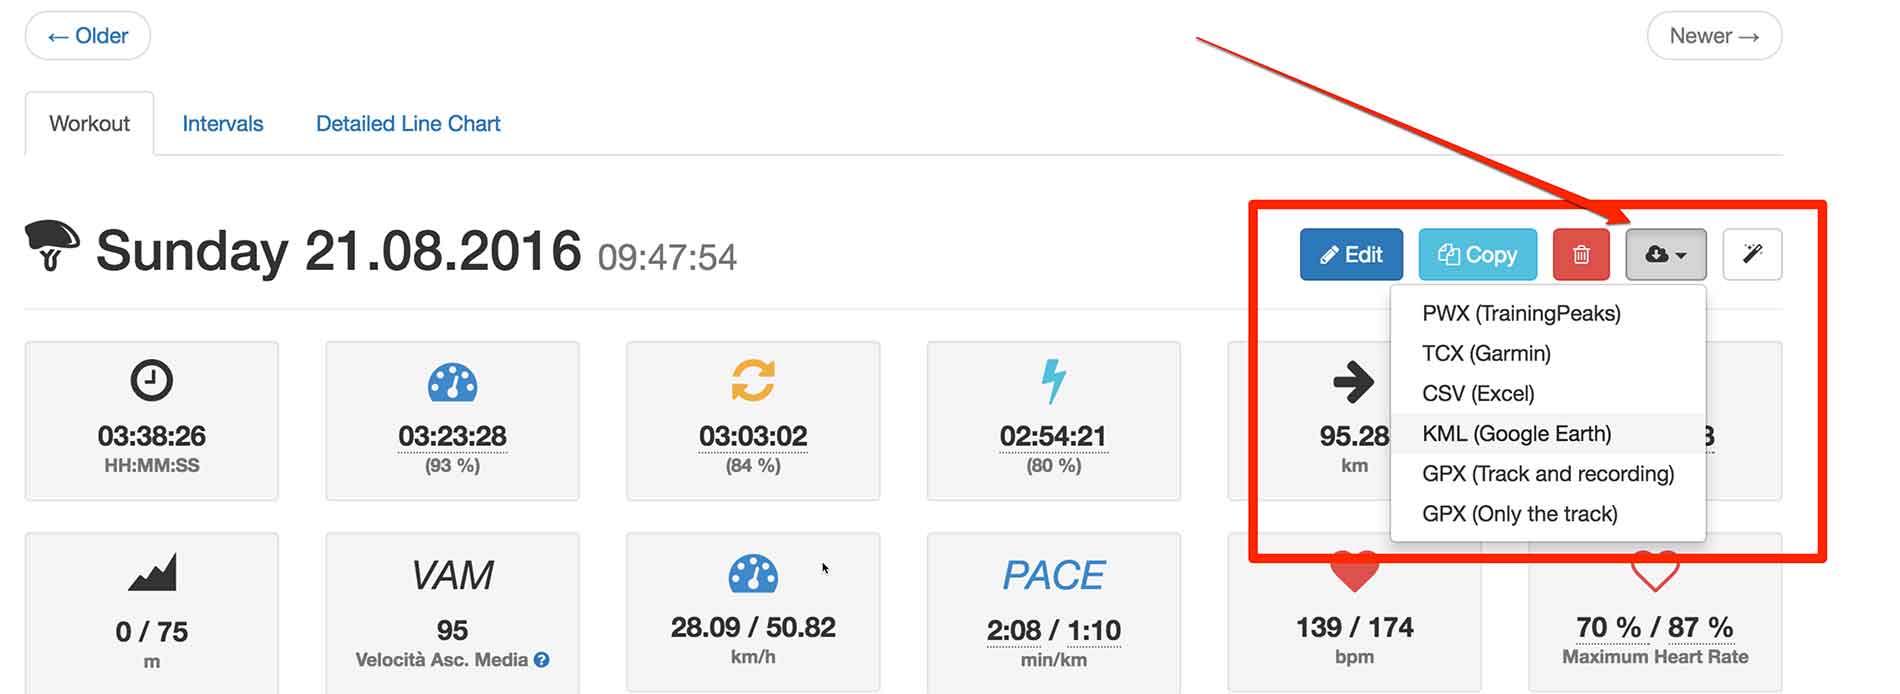 ← Older
Newer →
Workout
Intervals
Detailed Line Chart
Sunday 21.08.2016 09:47:54
Edit
Copy
PWX (TrainingPeaks)
TCX (Garmin)
CSV (Excel)
KML (Google Earth)
GPX (Track and recording)
GPX (Only the track)
03:38:26
HH:MM:SS
03:23:28
(93 %)
03:03:02
(84 %)
02:54:21
(80 %)
95.28
km
0 / 75
m
VAM
95
Velocità Asc. Media ?
28.09 / 50.82
km/h
PACE
2:08 / 1:10
min/km
139 / 174
bpm
70 % / 87 %
Maximum Heart Rate